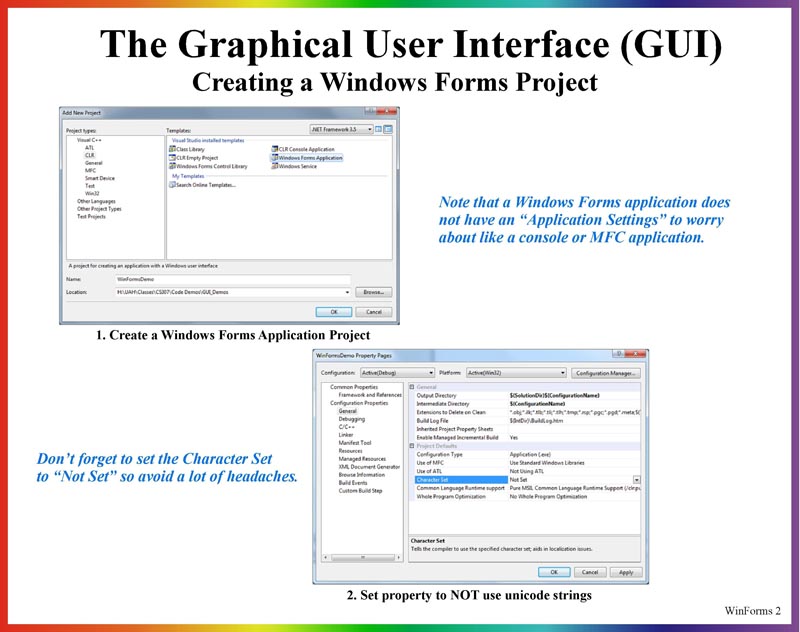 The Graphical User Interface (GUI)
Creating a Windows Forms Project
Add New Project
Project types:
Templates:
.NET Framework 3.5
Visual C++
ATL
CLR
General
MFC
Smart Device
Test
Win32
Other Languages
Other Project Types
Test Projects
Visual Studio installed templates
Class Library
CLR Console Application
CLR Empty Project
Windows Forms Application
Windows Forms Control Library
Windows Service
My Templates
Search Online Templates...
A project for creating an application with a Windows user interface
Name:
WinFormsDemo
Location:
H:\UAH\Classes\CS307\Code Demos\GUI_Demos
Browse...
OK
Cancel
Note that a Windows Forms application does
not have an “Application Settings” to worry
about like a console or MFC application.
1. Create a Windows Forms Application Project
WinFormsDemo Property Pages
Configuration:
Active(Debug)
Platform:
Active(Win32)
Configuration Manager...
Common Properties
Framework and References
Configuration Properties
General
Debugging
C/C++
Linker
Manifest Tool
Resources
Managed Resources
XML Document Generator
Browse Information
Build Events
Custom Build Step
General
Output Directory $(SolutionDir)$(ConfigurationName)
Intermediate Directory $(ConfigurationName)
Extensions to Delete on Clean
Build Log File $(IntDir)\BuildLog.htm
Inherited Project Property Sheets
Enable Managed Incremental Build Yes
Project Defaults
Configuration Type Application (.exe)
Use of MFC Use Standard Windows Libraries
Use of ATL Not Using ATL
Character Set Not Set
Common Language Runtime support Pure MSIL Common Language Runtime Support (/clr:pu
Whole Program Optimization No Whole Program Optimization
Character Set
Tells the compiler to use the specified character set; aids in localization issues.
OK
Cancel
Apply
Don’t forget to set the Character Set
to “Not Set” so avoid a lot of headaches.
2. Set property to NOT use unicode strings
WinForms 2